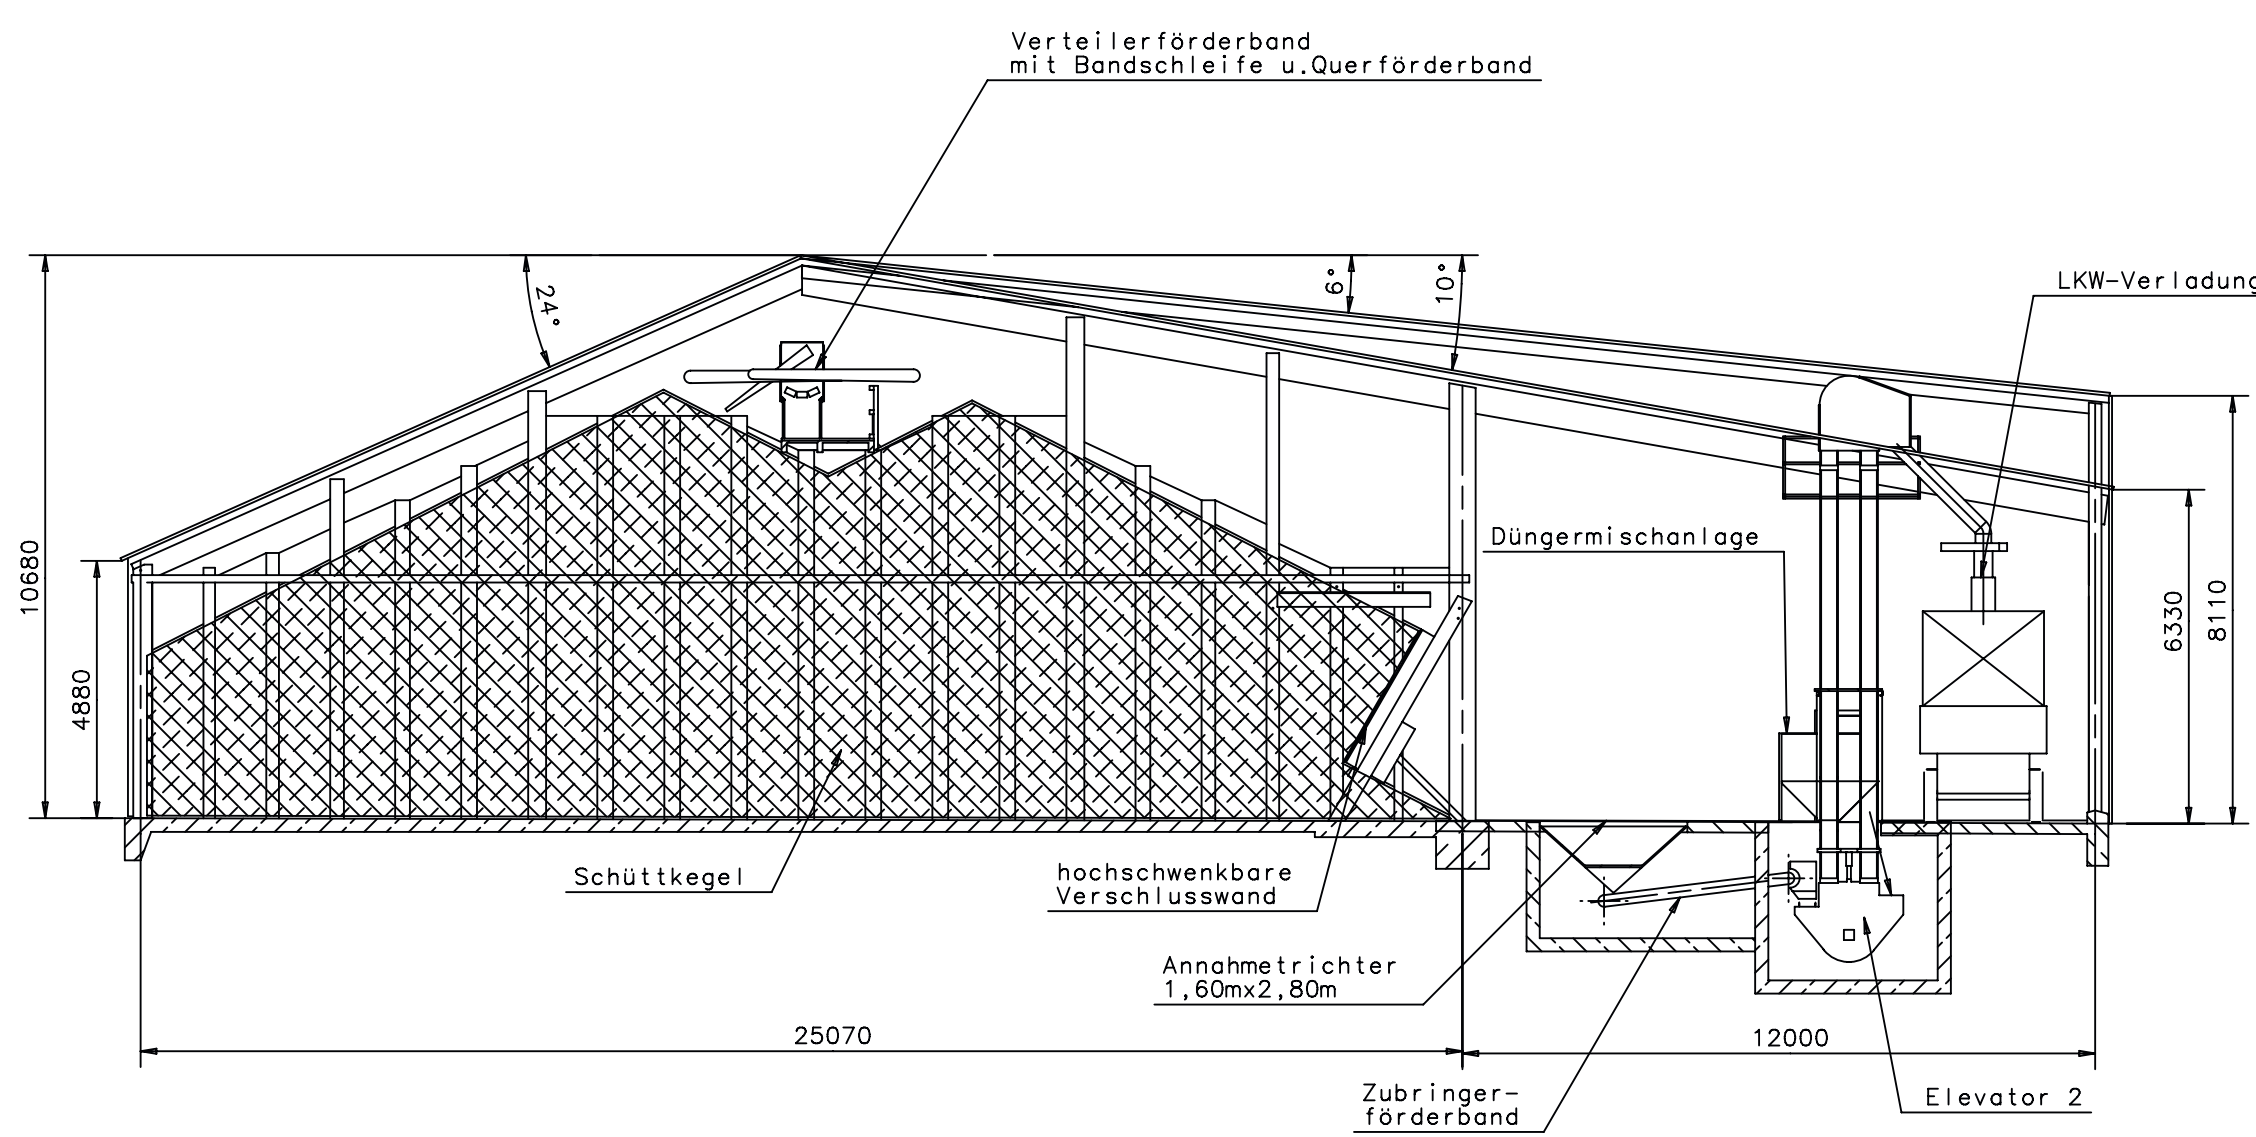 Verteilerförderband
mit Bandschleife u.Querförderband
LKW-Verladung
24°
6°
10°
10680
4880
Düngermischanlage
6330
8110
Schüttkegel
hochschwenkbare
Verschlusswand
Annahmetrichter
1,60mx2,80m
25070
12000
Zubringer-
förderband
Elevator 2